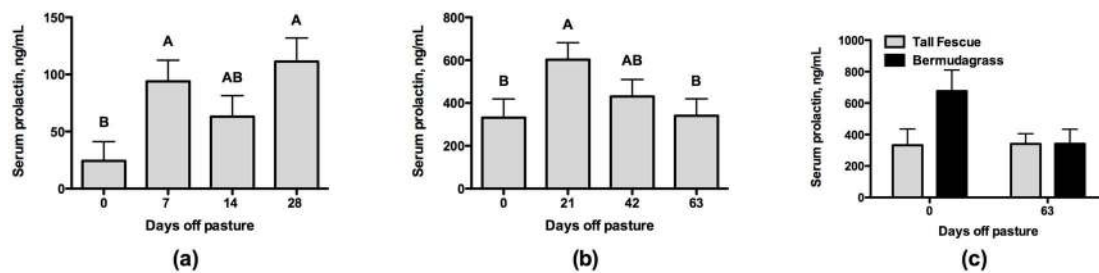 Serum prolactin, ng/mL
150
100
50
0
B
A
AB
A
0 7 14 28
Days off pasture
(a)
Serum prolactin, ng/mL
800
600
400
200
0
B
A
AB
B
0 21 42 63
Days off pasture
(b)
Serum prolactin, ng/mL
1000
800
600
400
200
0
Tall Fescue
Bermudagrass
0 63
Days off pasture
(c)